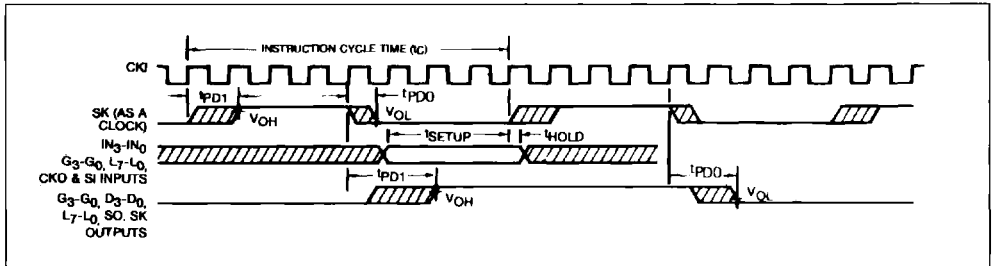 INSTRUCTION CYCLE TIME (tC)
CKI
tPD1
tPD0
SK (AS A
CLOCK)
VOH
VOL
tSETUP
tHOLD
IN3-IN0
G3-G0, L7-L0,
CKO & SI INPUTS
tPD1
tPD0
G3-G0, D3-D0,
L7-L0, SO, SK
OUTPUTS
VOH
VOL